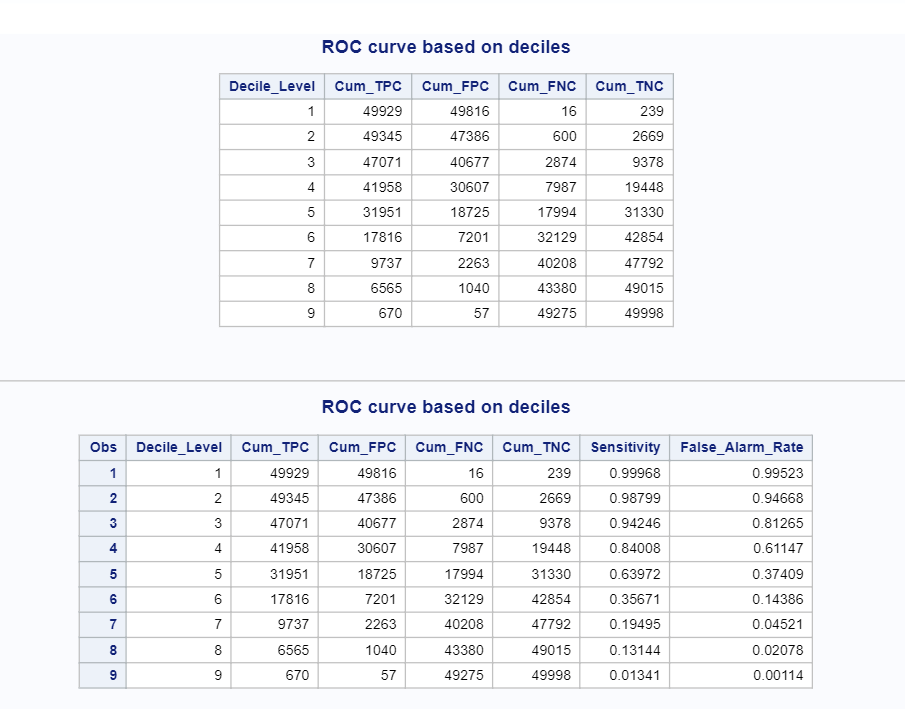 ROC curve based on deciles
Decile_Level Cum_TPC Cum_FPC Cum_FNC Cum_TNC
1 49929 49816 16 239
2 49345 47386 600 2669
3 47071 40677 2874 9378
4 41958 30607 7987 19448
5 31951 18725 17994 31330
6 17816 7201 32129 42854
7 9737 2263 40208 47792
8 6565 1040 43380 49015
9 670 57 49275 49998
ROC curve based on deciles
Obs Decile_Level Cum_TPC Cum_FPC Cum_FNC Cum_TNC Sensitivity False_Alarm_Rate
1 1 49929 49816 16 239 0.99968 0.99523
2 2 49345 47386 600 2669 0.98799 0.94668
3 3 47071 40677 2874 9378 0.94246 0.81265
4 4 41958 30607 7987 19448 0.84008 0.61147
5 5 31951 18725 17994 31330 0.63972 0.37409
6 6 17816 7201 32129 42854 0.35671 0.14386
7 7 9737 2263 40208 47792 0.19495 0.04521
8 8 6565 1040 43380 49015 0.13144 0.02078
9 9 670 57 49275 49998 0.01341 0.00114